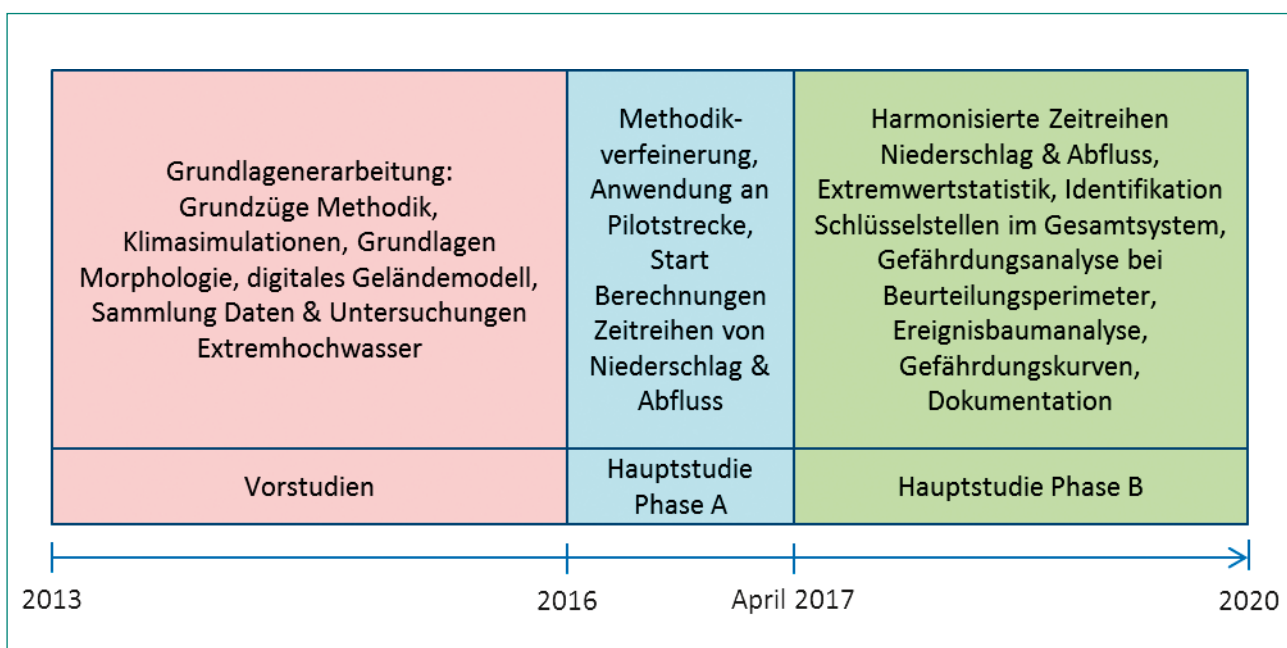 Grundlagenerarbeitung:
Grundzüge Methodik,
Klimasimulationen, Grundlagen
Morphologie, digitales Geländemodell,
Sammlung Daten & Untersuchungen
Extremhochwasser
Methodik-
verfeinerung,
Anwendung an
Pilotstrecke,
Start
Berechnungen
Zeitreihen von
Niederschlag &
Abfluss
Harmonisierte Zeitreihen
Niederschlag & Abfluss,
Extremwertstatistik, Identifikation
Schlüsselstellen im Gesamtsystem,
Gefährdungsanalyse bei
Beurteilungsperimeter,
Ereignisbaumanalyse,
Gefährdungskurven,
Dokumentation
Vorstudien
Hauptstudie
Phase A
Hauptstudie Phase B
2013
2016
April 2017
2020